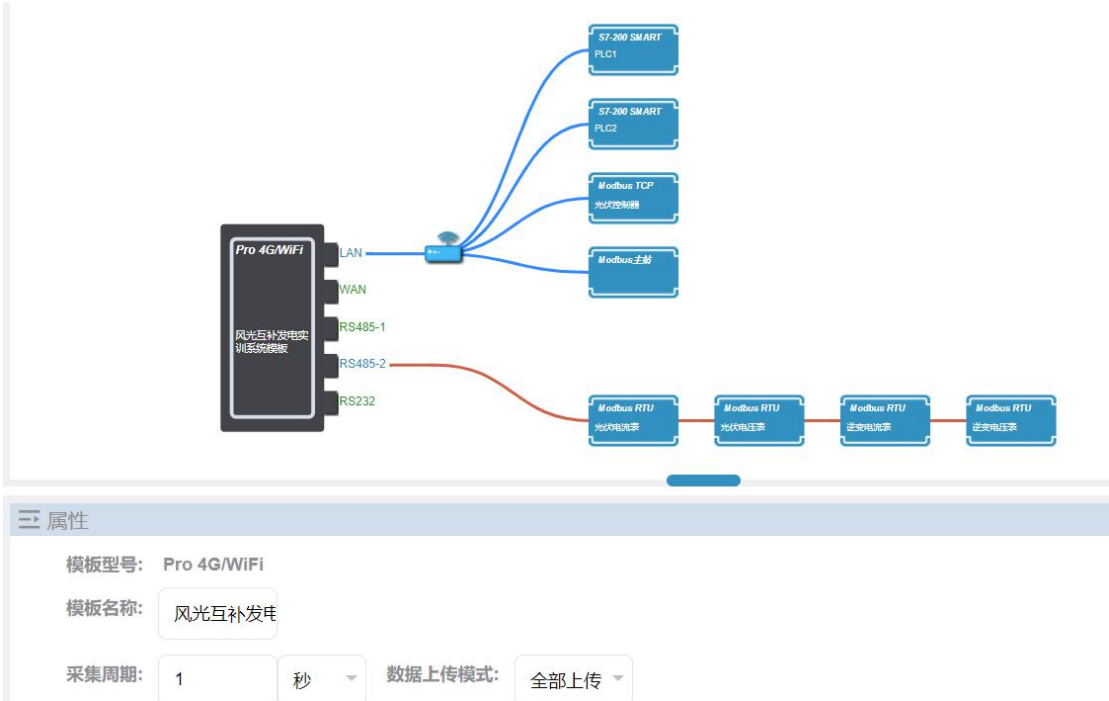 S7-200 SMART
PLC1
S7-200 SMART
PLC2
Modbus TCP
光伏控制器
Modbus主站
Pro 4G/WiFi
风光互补发电实
训系统模板
LAN
WAN
RS485-1
RS485-2
RS232
Modbus RTU
光伏电流表
Modbus RTU
光伏电压表
Modbus RTU
逆变电流表
Modbus RTU
逆变电压表
属性
模板型号: Pro 4G/WiFi
模板名称: 风光互补发电
采集周期: 1 秒 数据上传模式: 全部上传